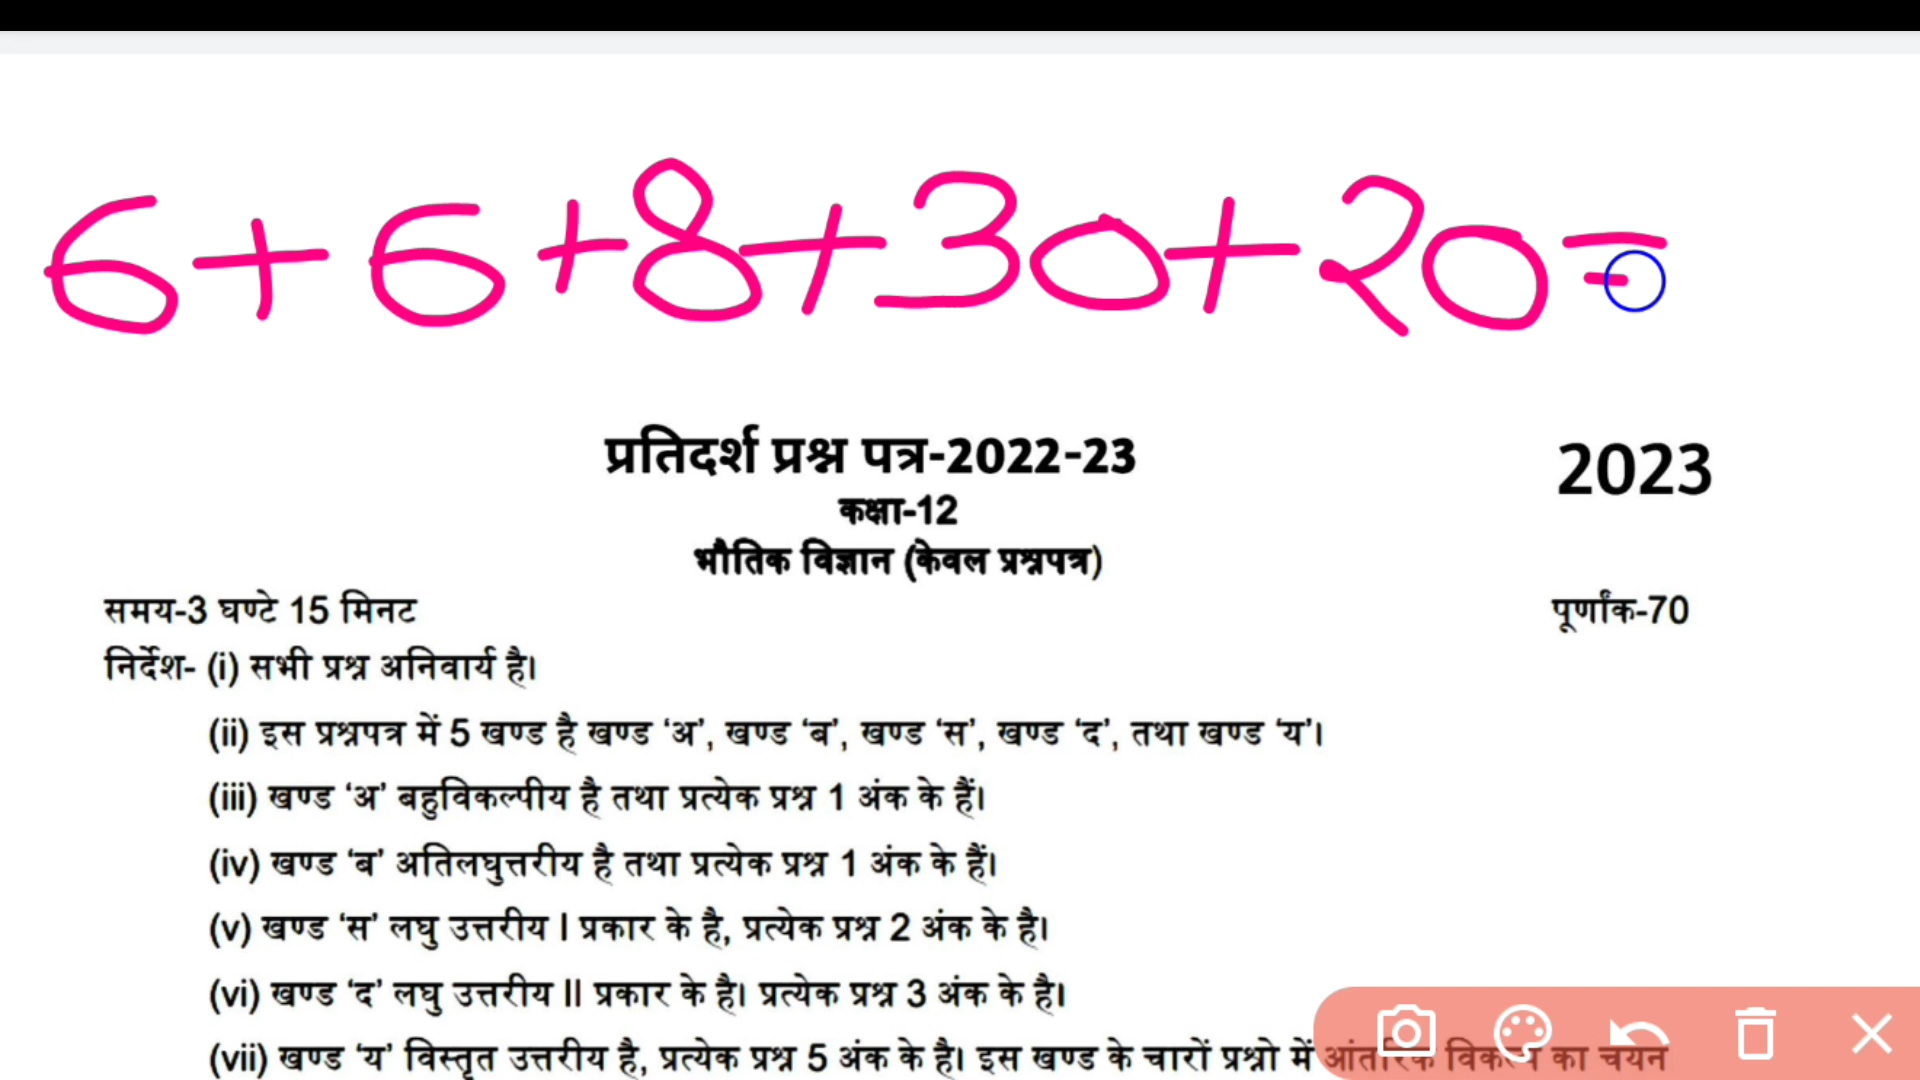 6+6+8+30+20=
प्रतिदर्श प्रश्न पत्र-2022-23
2023
कक्षा-12
भौतिक विज्ञान (केवल प्रश्नपत्र)
समय-3 घण्टे 15 मिनट
पूर्णांक-70
निर्देश- (i) सभी प्रश्न अनिवार्य है।
(ii) इस प्रश्नपत्र में 5 खण्ड है खण्ड ‘अ’, खण्ड ‘ब’, खण्ड ‘स’, खण्ड ‘द’, तथा खण्ड ‘य’।
(iii) खण्ड ‘अ’ बहुविकल्पीय है तथा प्रत्येक प्रश्न 1 अंक के हैं।
(iv) खण्ड ‘ब’ अतिलघुत्तरीय है तथा प्रत्येक प्रश्न 1 अंक के हैं।
(v) खण्ड ‘स’ लघु उत्तरीय I प्रकार के है, प्रत्येक प्रश्न 2 अंक के है।
(vi) खण्ड ‘द’ लघु उत्तरीय II प्रकार के है। प्रत्येक प्रश्न 3 अंक के है।
(vii) खण्ड ‘य’ विस्तृत उत्तरीय है, प्रत्येक प्रश्न 5 अंक के है। इस खण्ड के चारों प्रश्नो में आंतरिक विकल्प का चयन